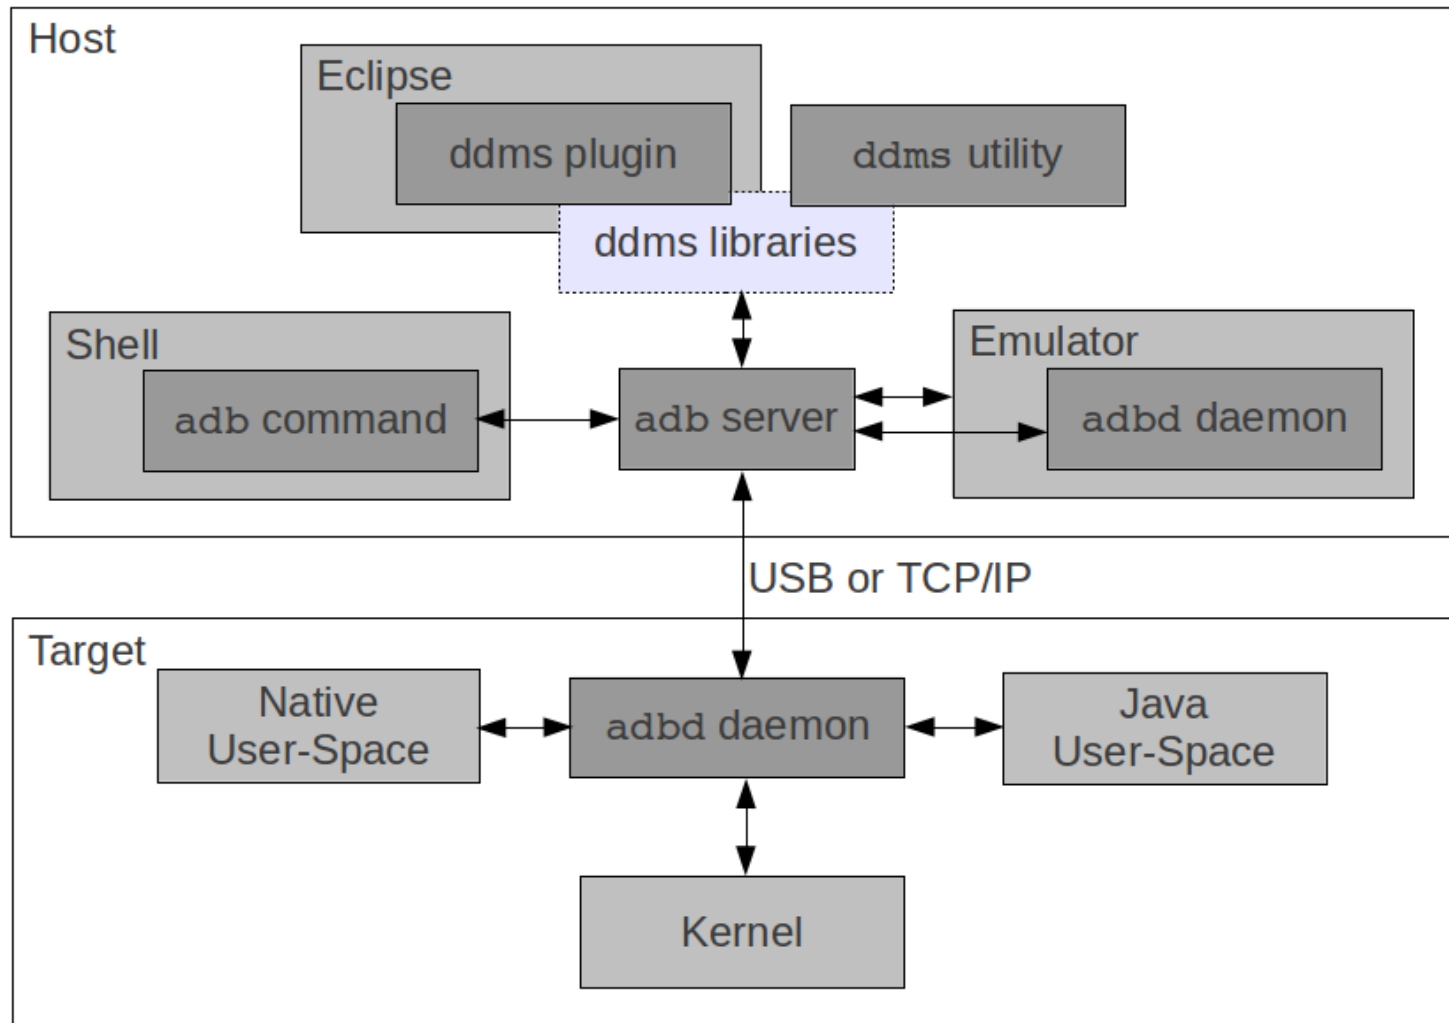 Host
Eclipse
ddms plugin
ddms utility
ddms libraries
Shell
adb command
adb server
Emulator
adbd daemon
USB or TCP/IP
Target
Native
User-Space
adbd daemon
Java
User-Space
Kernel